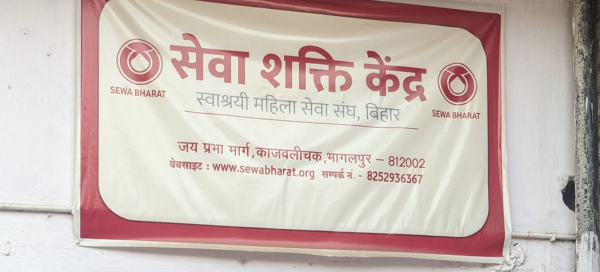 सेवा शक्ति केंद्र
SEWA BHARAT
SEWA BHARAT
स्वाश्रयी महिला सेवा संघ, बिहार
जय प्रभा मार्ग,काजवलीचक,भागलपुर – 812002
वेबसाइट : www.sewabharat.org सम्पर्क नं. - 8252936367